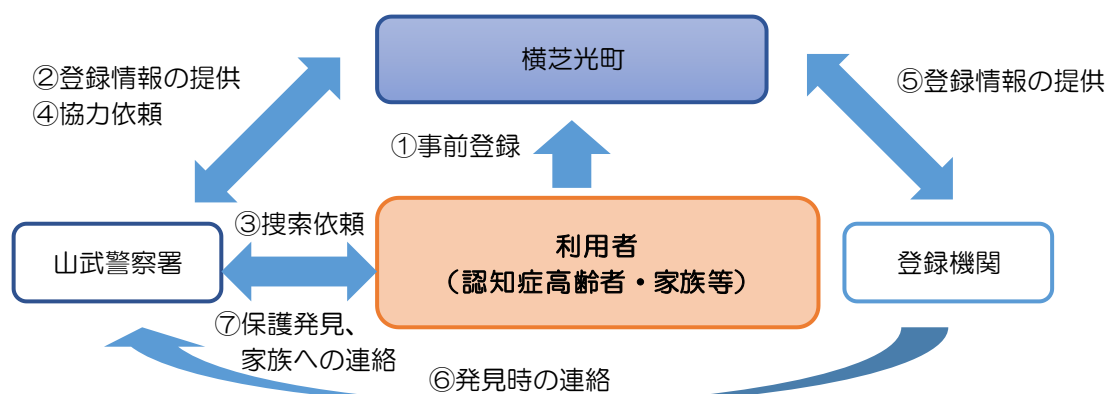 横芝光町
②登録情報の提供
④協力依頼
⑤登録情報の提供
①事前登録
③捜索依頼
山武警察署
利用者
（認知症高齢者・家族等）
登録機関
⑦保護発見、
家族への連絡
⑥発見時の連絡